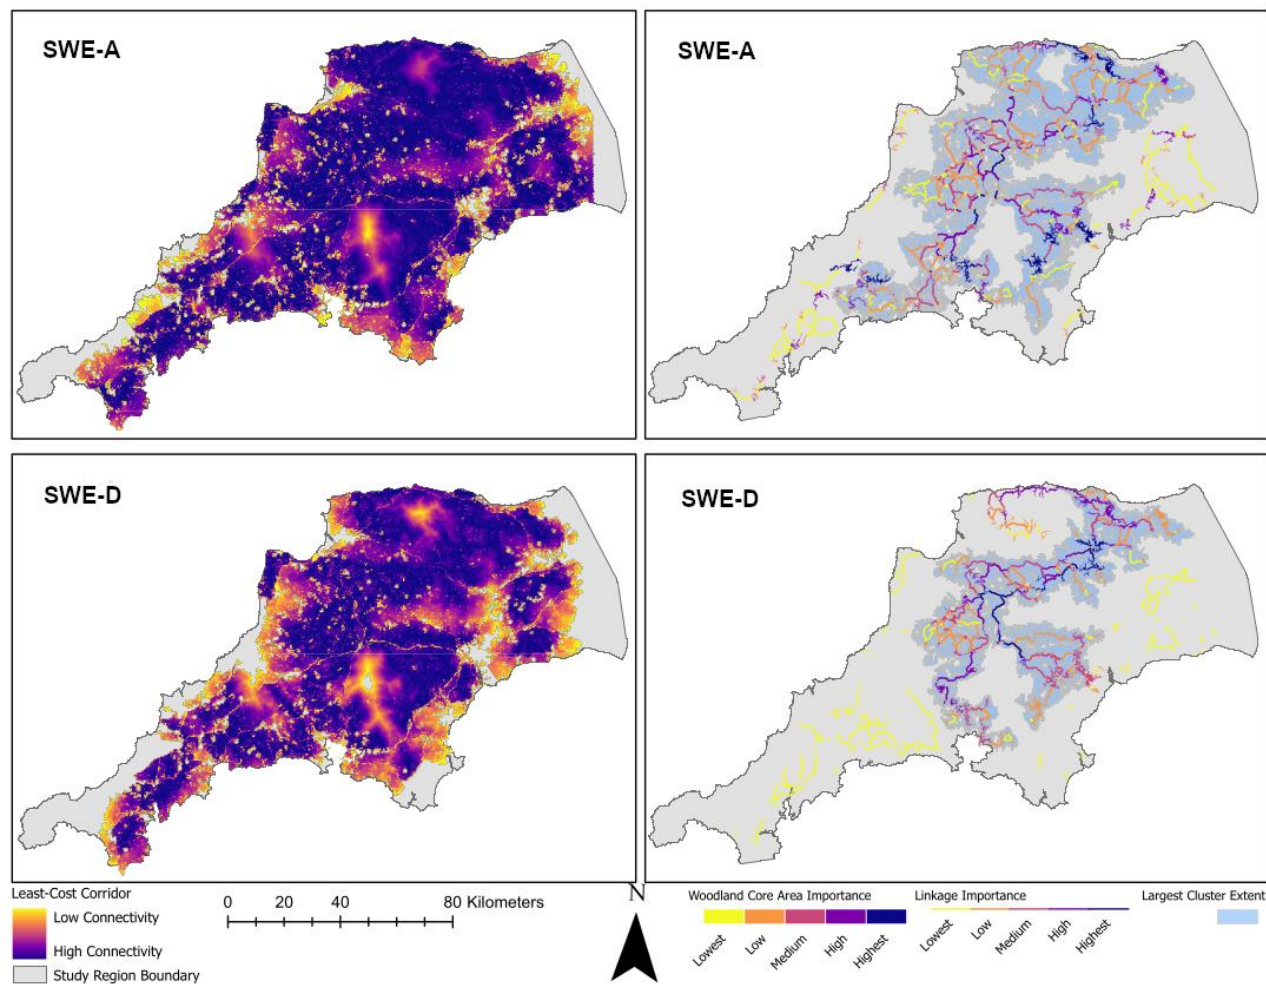 SWE-A
SWE-A
SWE-D
SWE-D
Least-Cost Corridor
Low Connectivity
High Connectivity
Study Region Boundary
0 20 40 80 Kilometers
N
Woodland Core Area Importance
Lowest
Low
Medium
High
Highest
Linkage Importance
Lowest
Low
Medium
High
Highest
Largest Cluster Extent